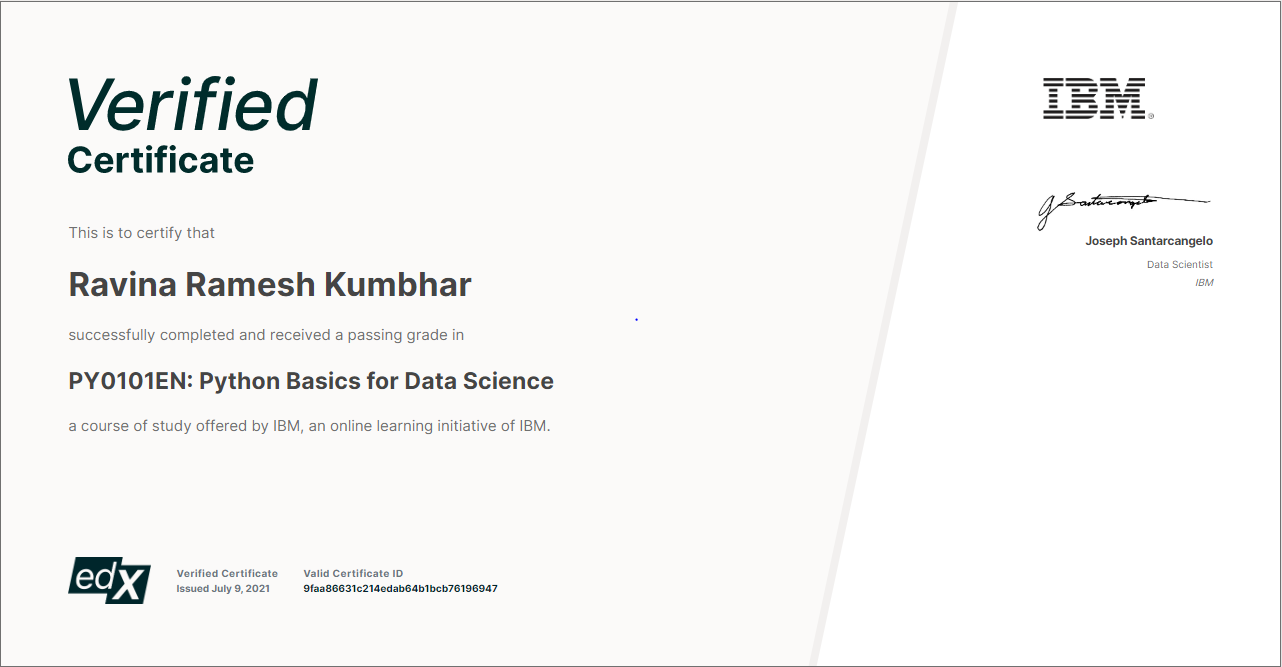 Verified
Certificate
This is to certify that
Ravina Ramesh Kumbhar
successfully completed and received a passing grade in
PY0101EN: Python Basics for Data Science
a course of study offered by IBM, an online learning initiative of IBM.
edX
Verified Certificate
Issued July 9, 2021
Valid Certificate ID
9faa86631c214edab64b1bcb76196947
IBM®
J Santarcangelo
Joseph Santarcangelo
Data Scientist
IBM